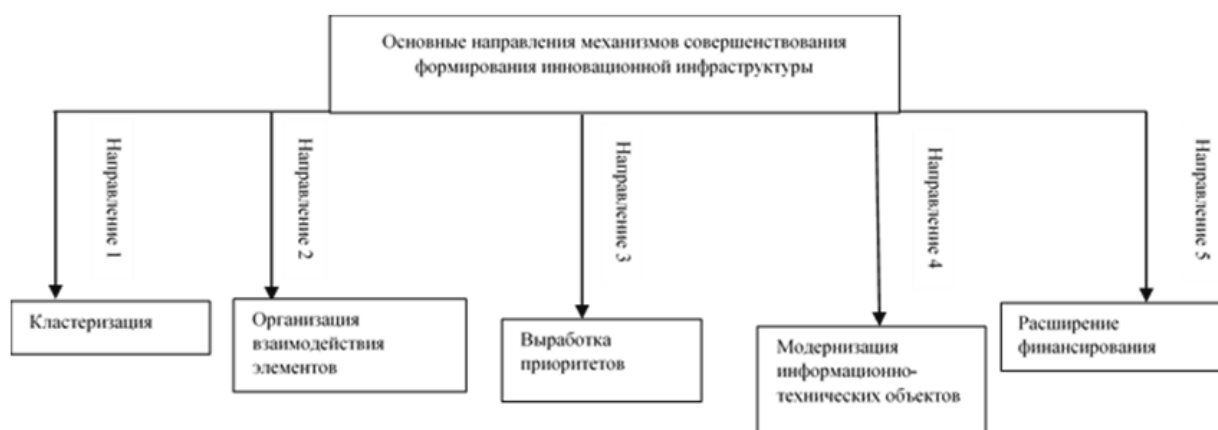 Основные направления механизмов совершенствования
формирования инновационной инфраструктуры
Направление 1
Направление 2
Направление 3
Направление 4
Направление 5
Кластеризация
Организация
взаимодействия
элементов
Выработка
приоритетов
Модернизация
информационно-
технических объектов
Расширение
финансирования